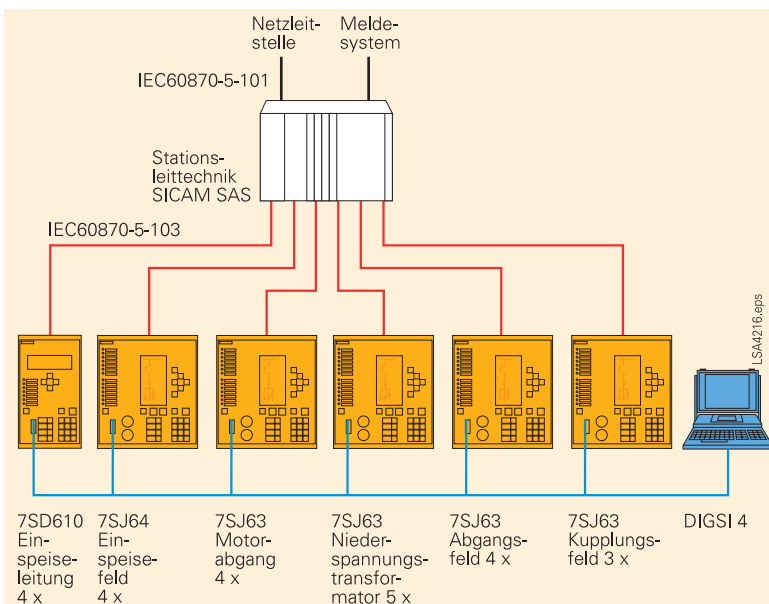 Netzleit-
stelle
Melde-
system
IEC60870-5-101
Stations-
leittechnik
SICAM SAS
IEC60870-5-103
LSA4216.eps
7SD610
Ein-
speise-
leitung
4 x
7SJ64
Ein-
speise-
feld
4 x
7SJ63
Motor-
abgang
4 x
7SJ63
Nieder-
spannungs-
transfor-
mator 5 x
7SJ63
Abgangs-
feld 4 x
7SJ63
Kupplungs-
feld 3 x
DIGSI 4